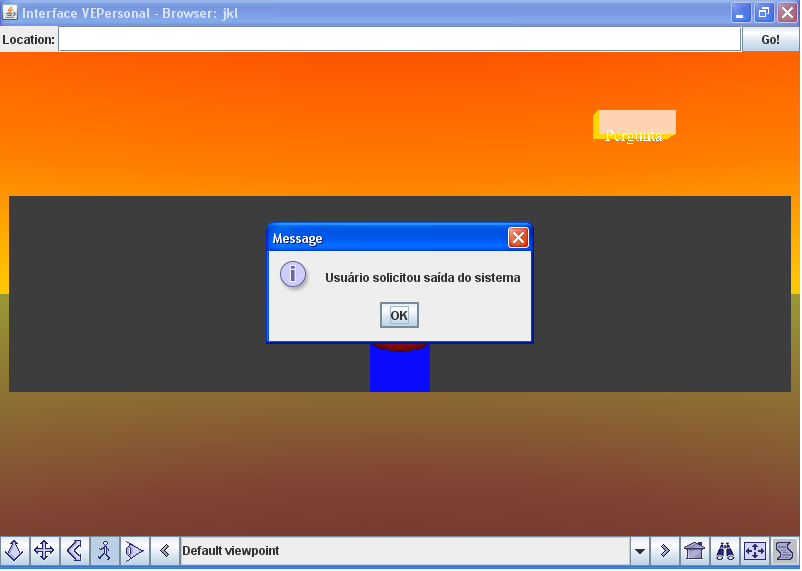 Interface VEPersonal - Browser: jkl
Location:
Go!
Pergunta
Message
Usuário solicitou saída do sistema
OK
Default viewpoint